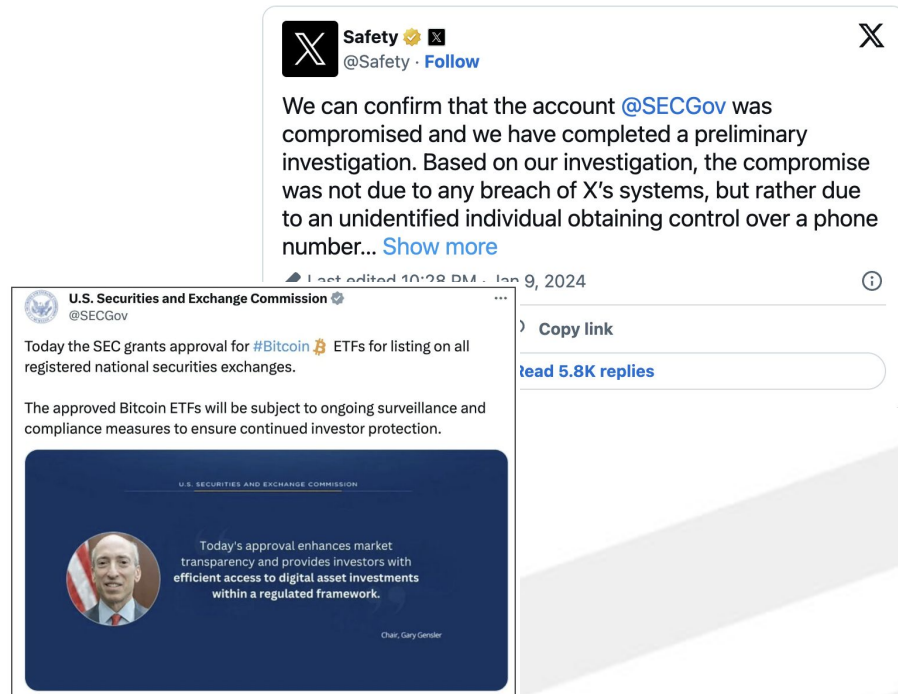 Safety
@Safety · Follow
We can confirm that the account @SECGov was
compromised and we have completed a preliminary
investigation. Based on our investigation, the compromise
was not due to any breach of X's systems, but rather due
to an unidentified individual obtaining control over a phone
number... Show more
Last edited 10:28 PM · Jan 9, 2024
Copy link
Read 5.8K replies
U.S. Securities and Exchange Commission
@SECGov
Today the SEC grants approval for #Bitcoin ETFs for listing on all
registered national securities exchanges.
The approved Bitcoin ETFs will be subject to ongoing surveillance and
compliance measures to ensure continued investor protection.
U.S. SECURITIES AND EXCHANGE COMMISSION
Today's approval enhances market
transparency and provides investors with
efficient access to digital asset investments
within a regulated framework.
Chair, Gary Gensler